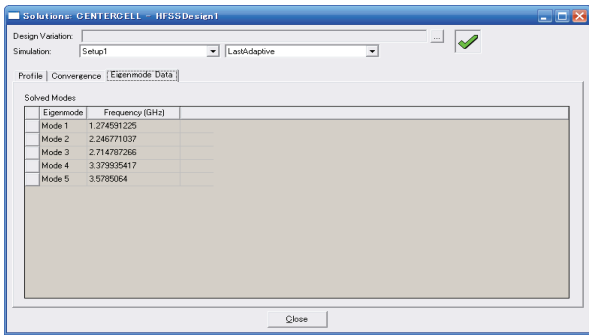 Solutions: CENTERCELL - HFSSDesign1
Design Variation:
...
Simulation: Setup1 LastAdaptive
Profile Convergence Eigenmode Data
Solved Modes
Eigenmode Frequency (GHz)
Mode 1 1.274591225
Mode 2 2.246771037
Mode 3 2.714787266
Mode 4 3.379935417
Mode 5 3.5785064
Close